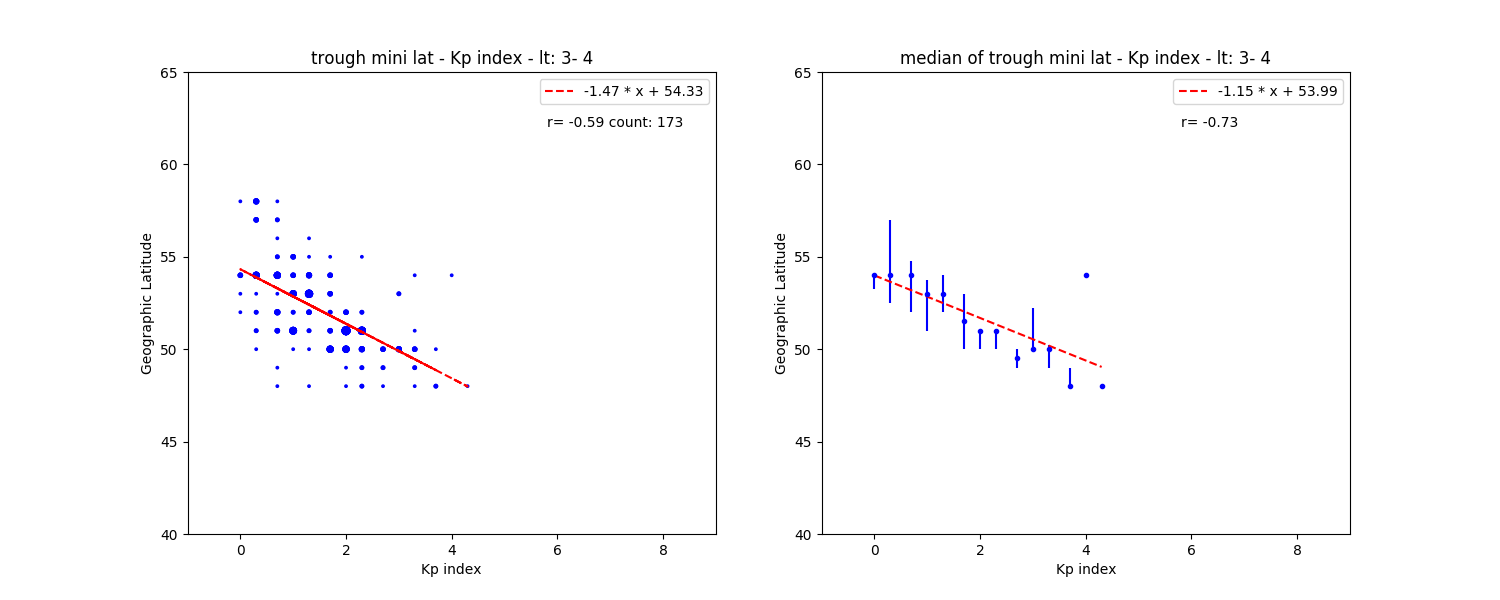 trough mini lat - Kp index - lt: 3- 4
-1.47 * x + 54.33
r= -0.59 count: 173
65
60
55
50
45
40
Geographic Latitude
0 2 4 6 8
Kp index
median of trough mini lat - Kp index - lt: 3- 4
-1.15 * x + 53.99
r= -0.73
65
60
55
50
45
40
Geographic Latitude
0 2 4 6 8
Kp index